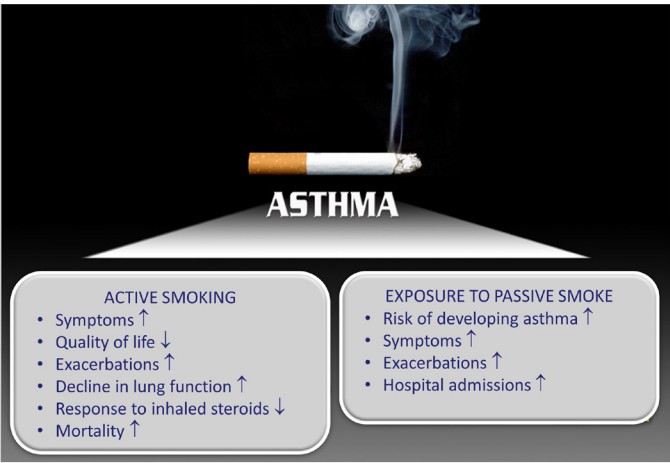 ASTHMA
ACTIVE SMOKING
• Symptoms ↑
• Quality of life ↓
• Exacerbations ↑
• Decline in lung function ↑
• Response to inhaled steroids ↓
• Mortality ↑
EXPOSURE TO PASSIVE SMOKE
• Risk of developing asthma ↑
• Symptoms ↑
• Exacerbations ↑
• Hospital admissions ↑